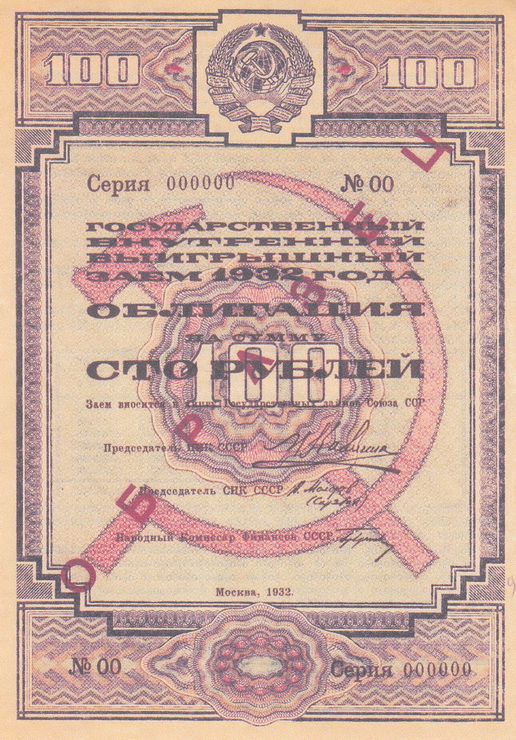 100 100
Серия 000000 № 00
ГОСУДАРСТВЕННЫЙ
ВНУТРЕННИЙ
ВЫИГРЫШНЫЙ
ЗАЕМ 1932 ГОДА
ОБЛИГАЦИЯ
НА СУММУ
СТО РУБЛЕЙ
100
Заем вносится в книгу Государственных займов Союза ССР
Председатель ЦИК СССР
Председатель СНК СССР
Народный Комиссар Финансов СССР
Москва, 1932.
№ 00 Серия 000000
ОБРАЗЕЦ